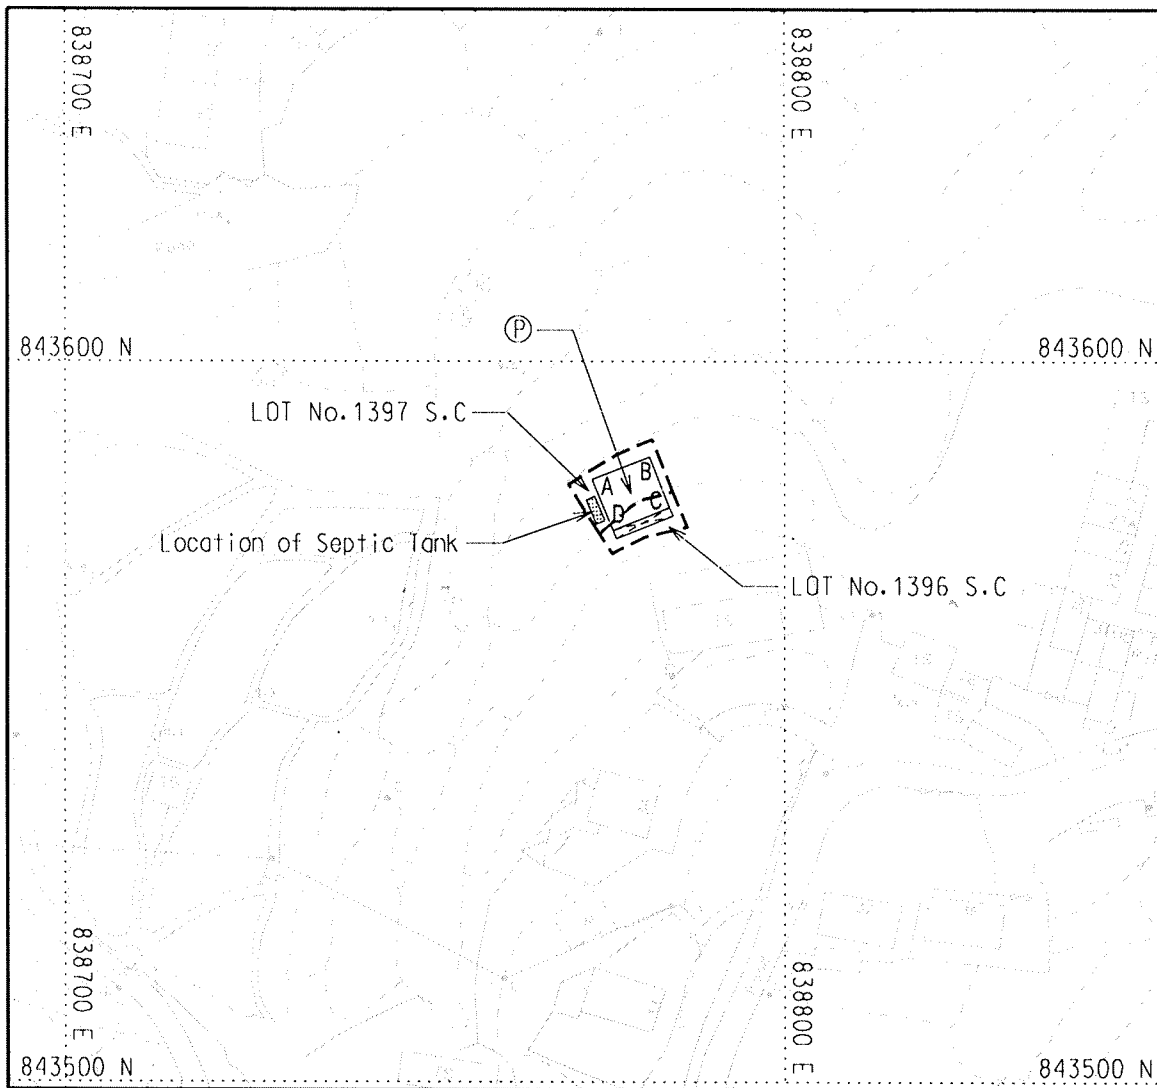 838700 E
838800 E
Ⓟ
843600 N
843600 N
LOT No.1397 S.C
A
B
D
C
Location of Septic Tank
LOT No.1396 S.C
838700 E
838800 E
843500 N
843500 N